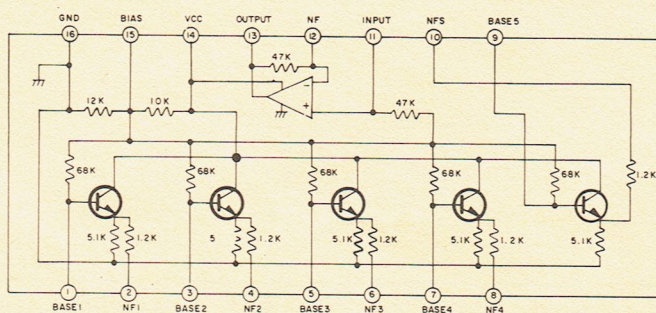 GND BIAS VCC OUTPUT NF INPUT NFS BASE5
16 15 14 13 12 11 10 9
47K
12K 10K - + 47K
68K 68K 68K 68K 68K 1.2K
5.1K 1.2K 5 1.2K 5.1K 1.2K 5.1K 1.2K 5.1K
1 2 3 4 5 6 7 8
BASE1 NF1 BASE2 NF2 BASE3 NF3 BASE4 NF4